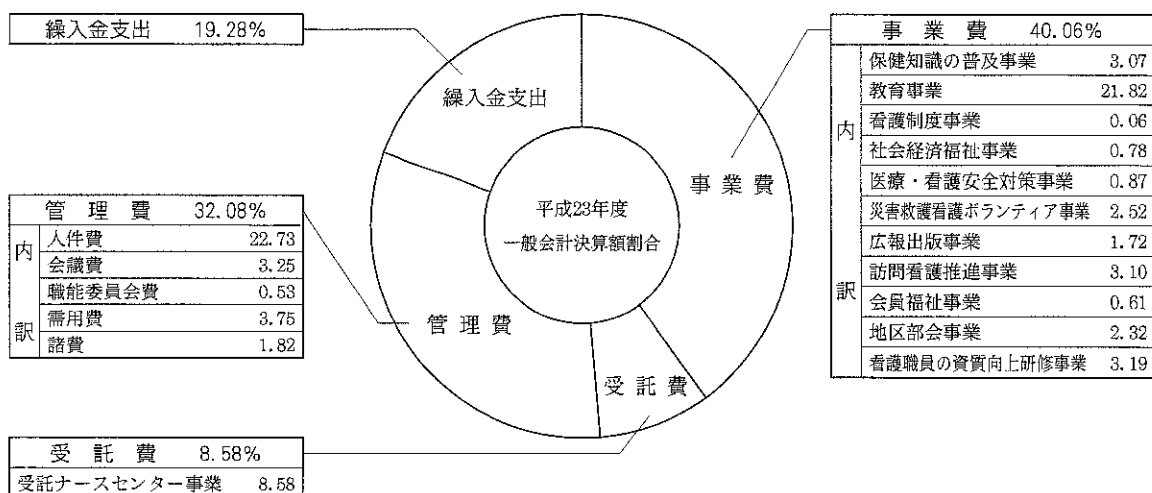 繰入金支出 19.28%
管理費 32.08%
内訳
人件費 22.73
会議費 3.25
職能委員会費 0.53
需用費 3.75
諸費 1.82
受託費 8.58%
受託ナースセンター事業 8.58
繰入金支出
事業費
管理費
受託費
平成23年度
一般会計決算額割合
事業費 40.06%
内訳
保健知識の普及事業 3.07
教育事業 21.82
看護制度事業 0.06
社会経済福祉事業 0.78
医療・看護安全対策事業 0.87
災害救護看護ボランティア事業 2.52
広報出版事業 1.72
訪問看護推進事業 3.10
会員福祉事業 0.61
地区部会事業 2.32
看護職員の資質向上研修事業 3.19